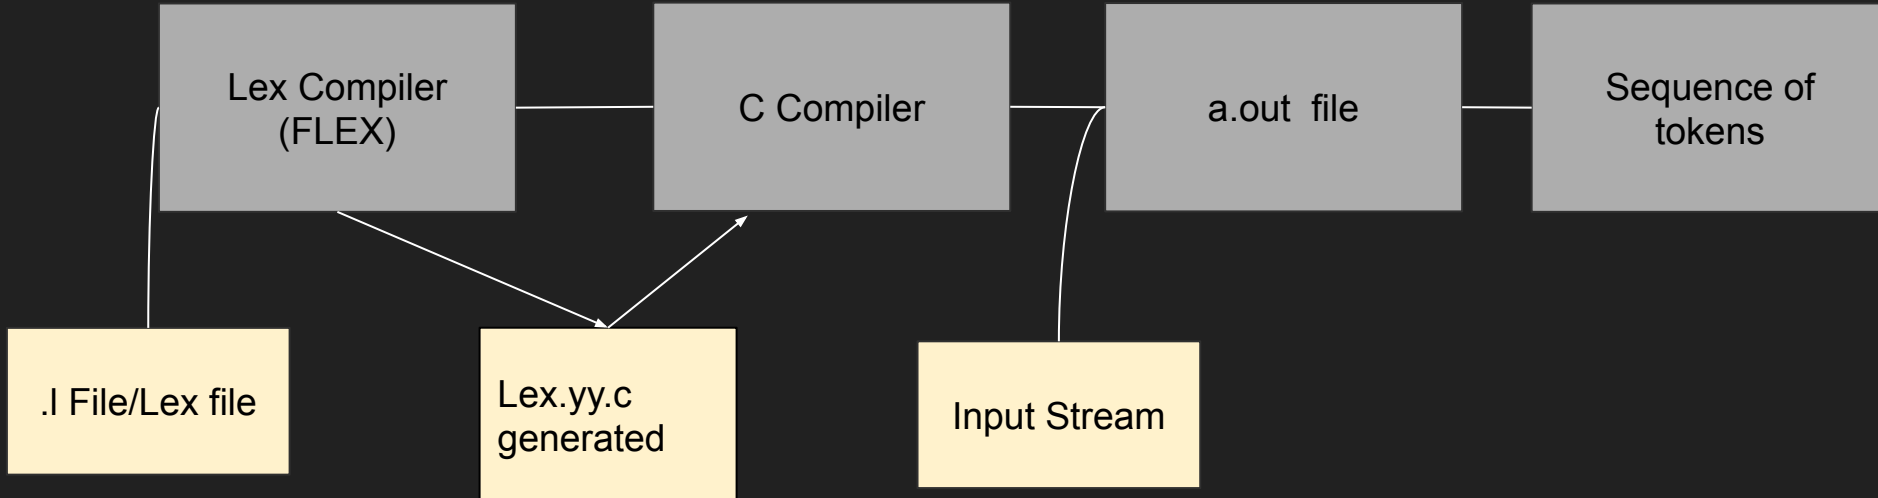 Lex Compiler
(FLEX)
C Compiler
a.out  file
Sequence of
tokens
.l File/Lex file
Lex.yy.c
generated
Input Stream